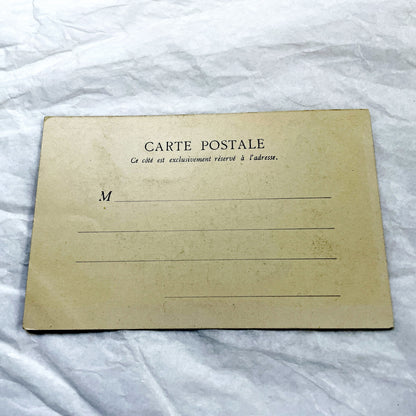 CARTE POSTALE
Ce côté est exclusivement réservé à l'adresse.
M